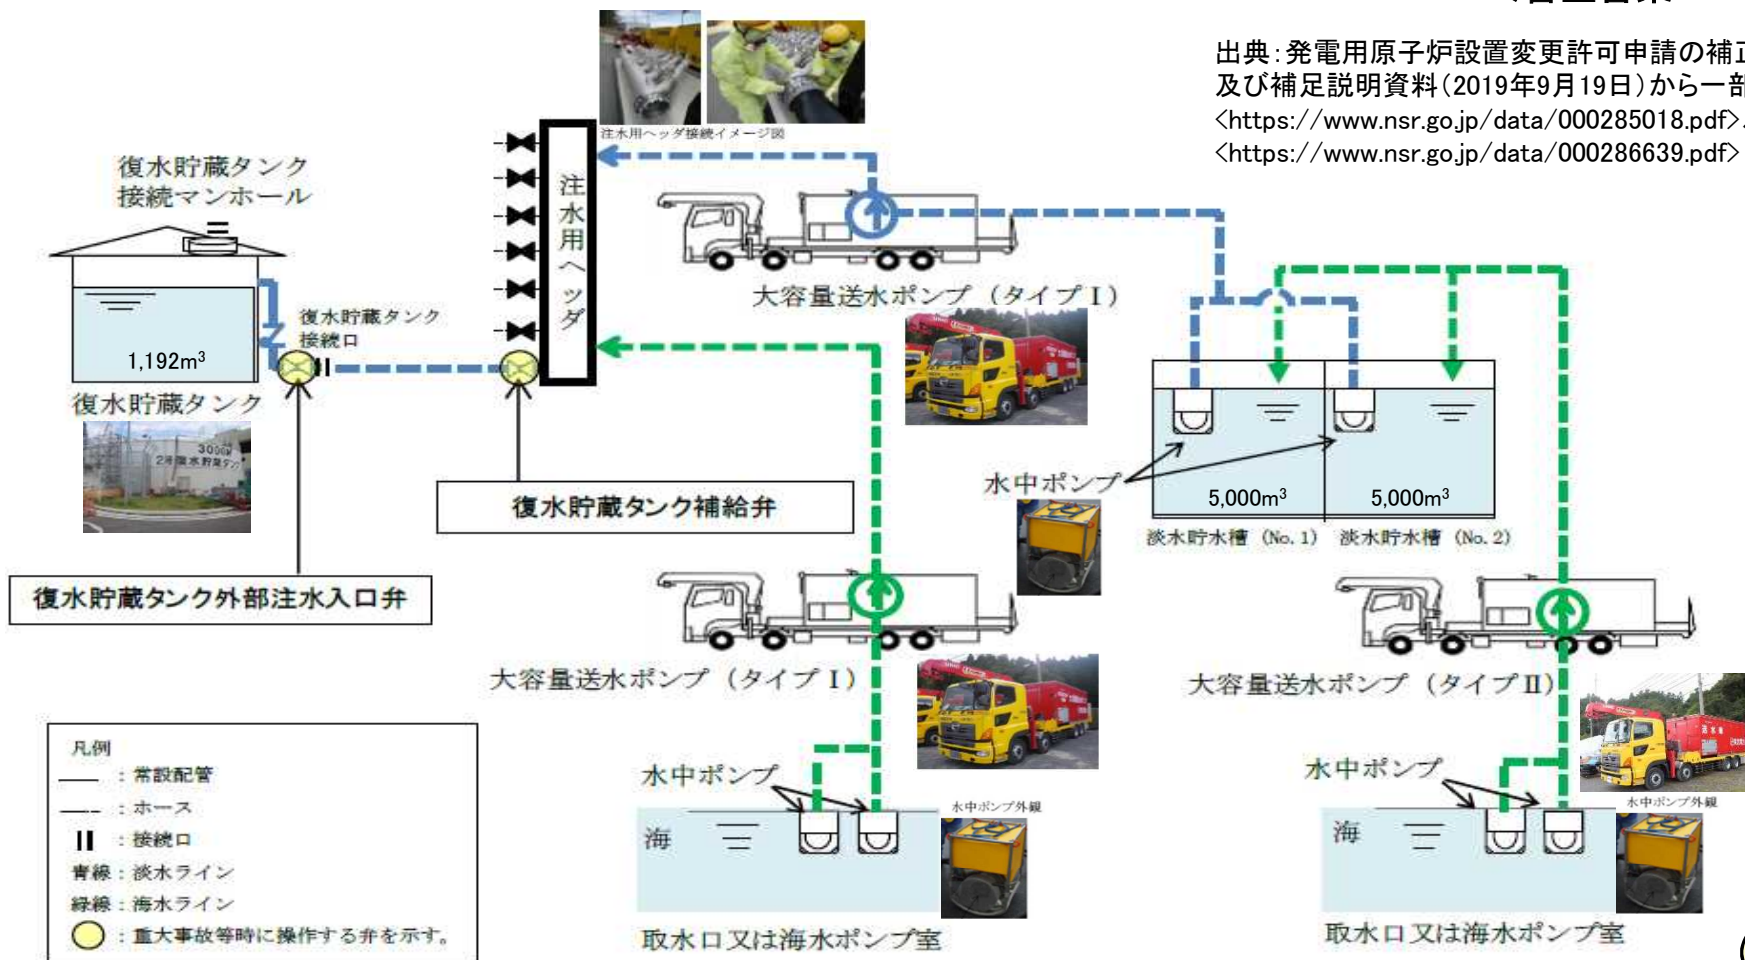 出典:発電用原子炉設置変更許可申請の補正
及び補足説明資料(2019年9月19日)から一部
<https://www.nsr.go.jp/data/000285018.pdf>、
<https://www.nsr.go.jp/data/000286639.pdf>
注水用ヘッダ接続イメージ図
復水貯蔵タンク
接続マンホール
注水用ヘッダ
大容量送水ポンプ(タイプⅠ)
復水貯蔵タンク
接続口
1,192m³
復水貯蔵タンク
3000
2号復水貯蔵タンク
復水貯蔵タンク補給弁
復水貯蔵タンク外部注水入口弁
水中ポンプ
5,000m³
5,000m³
淡水貯水槽(No.1)
淡水貯水槽(No.2)
大容量送水ポンプ(タイプⅠ)
大容量送水ポンプ(タイプⅡ)
水中ポンプ
水中ポンプ外観
海
取水口又は海水ポンプ室
水中ポンプ
水中ポンプ外観
海
取水口又は海水ポンプ室
凡例
:常設配管
:ホース
:接続口
青線:淡水ライン
緑線:海水ライン
:重大事故等時に操作する弁を示す。